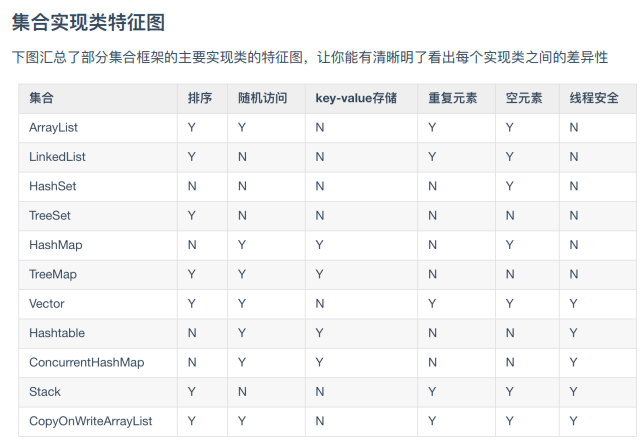 集合实现类特征图
下图汇总了部分集合框架的主要实现类的特征图，让你能有清晰明了看出每个实现类之间的差异性
集合 排序 随机访问 key-value存储 重复元素 空元素 线程安全
ArrayList Y Y N Y Y N
LinkedList Y N N Y Y N
HashSet N N N N Y N
TreeSet Y N N N N N
HashMap N Y Y N Y N
TreeMap Y Y Y N N N
Vector Y Y N Y Y Y
Hashtable N Y Y N N Y
ConcurrentHashMap N Y Y N N Y
Stack Y N N Y Y Y
CopyOnWriteArrayList Y Y N Y Y Y